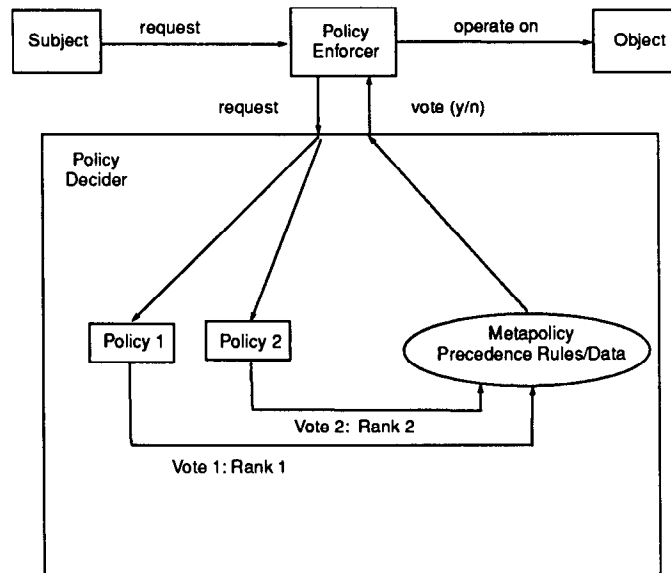 Subject
request
Policy
Enforcer
operate on
Object
request
vote (y/n)
Policy
Decider
Policy 1
Policy 2
Metapolicy
Precedence Rules/Data
Vote 2: Rank 2
Vote 1: Rank 1